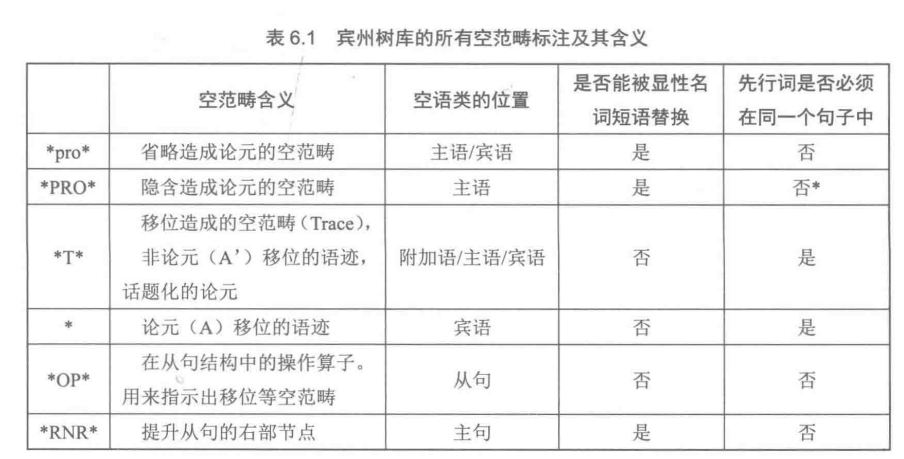 表 6.1 宾州树库的所有空范畴标注及其含义
空范畴含义 空语类的位置 是否能被显性名 先行词是否必须
词短语替换 在同一个句子中
*pro* 省略造成论元的空范畴 主语/宾语 是 否
*PRO* 隐含造成论元的空范畴 主语 是 否*
移位造成的空范畴（Trace），
*T* 非论元（A'）移位的语迹， 附加语/主语/宾语 否 是
话题化的论元
* 论元（A）移位的语迹 宾语 否 是
在从句结构中的操作算子。
*OP* 从句 否 否
用来指示出移位等空范畴
*RNR* 提升从句的右部节点 主句 是 否